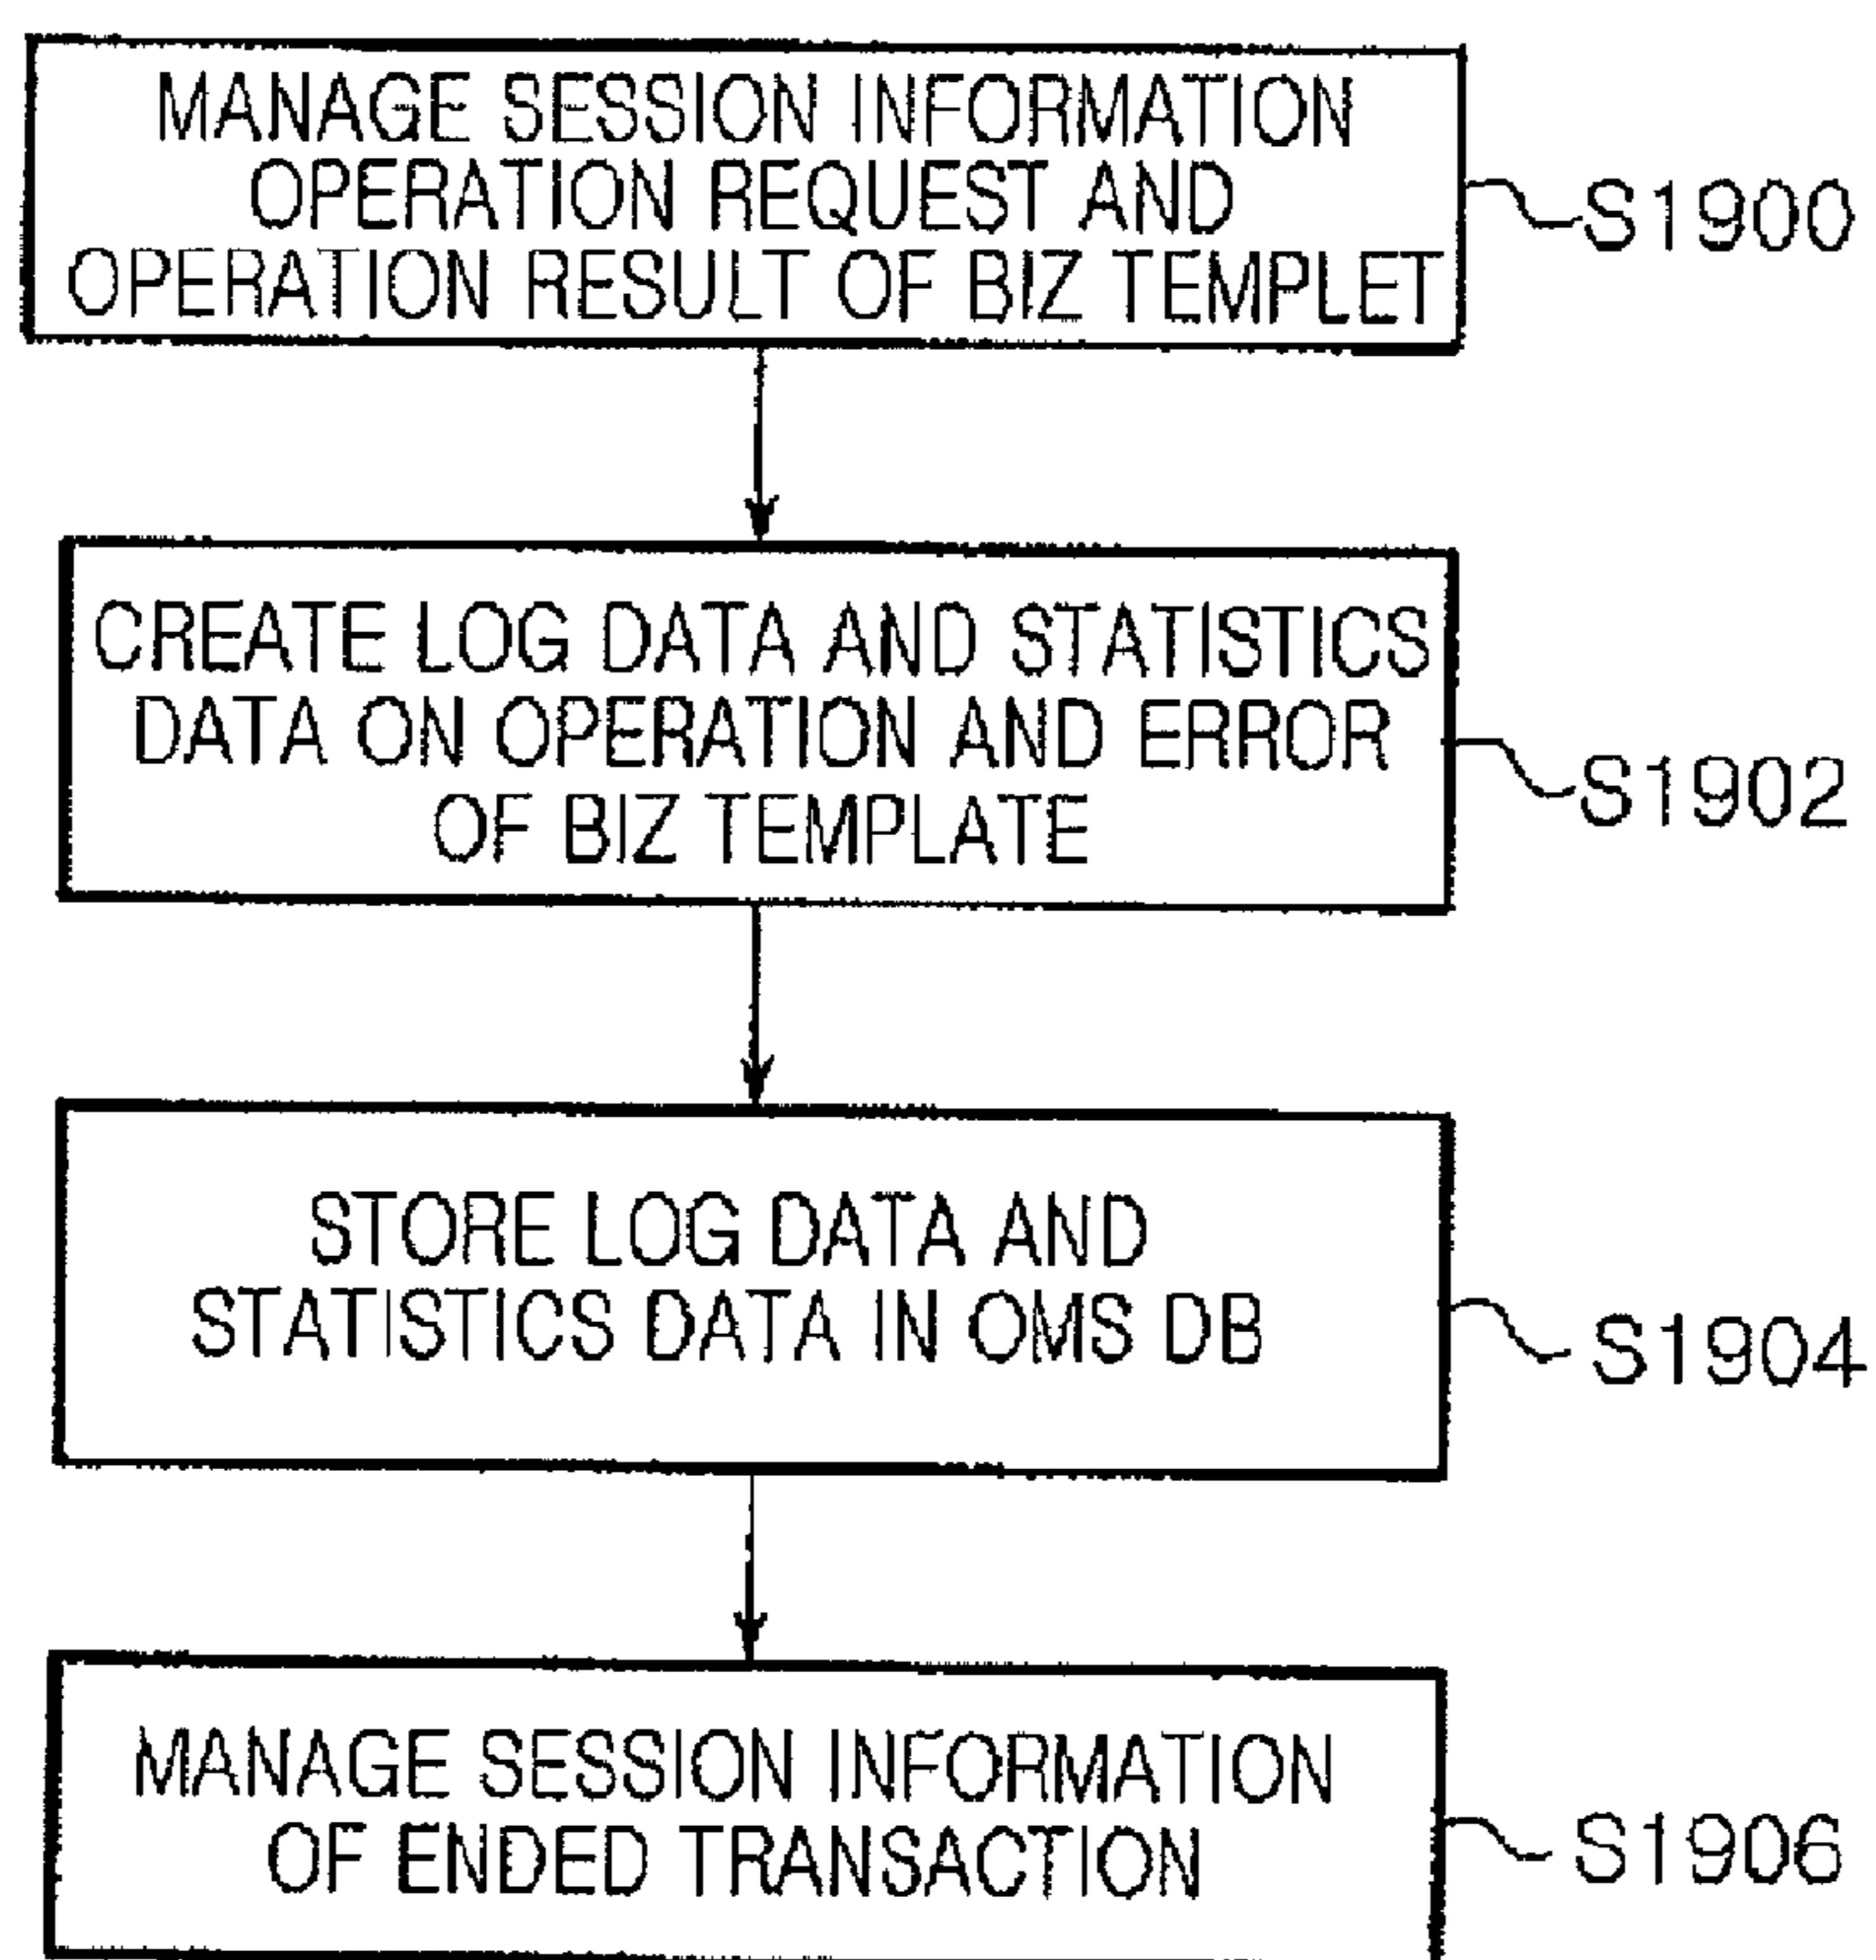 MANAGE SESSION INFORMATION
OPERATION REQUEST AND
OPERATION RESULT OF BIZ TEMPLET
S1900
CREATE LOG DATA AND STATISTICS
DATA ON OPERATION AND ERROR
OF BIZ TEMPLATE
S1902
STORE LOG DATA AND
STATISTICS DATA IN OMS DB
S1904
MANAGE SESSION INFORMATION
OF ENDED TRANSACTION
S1906